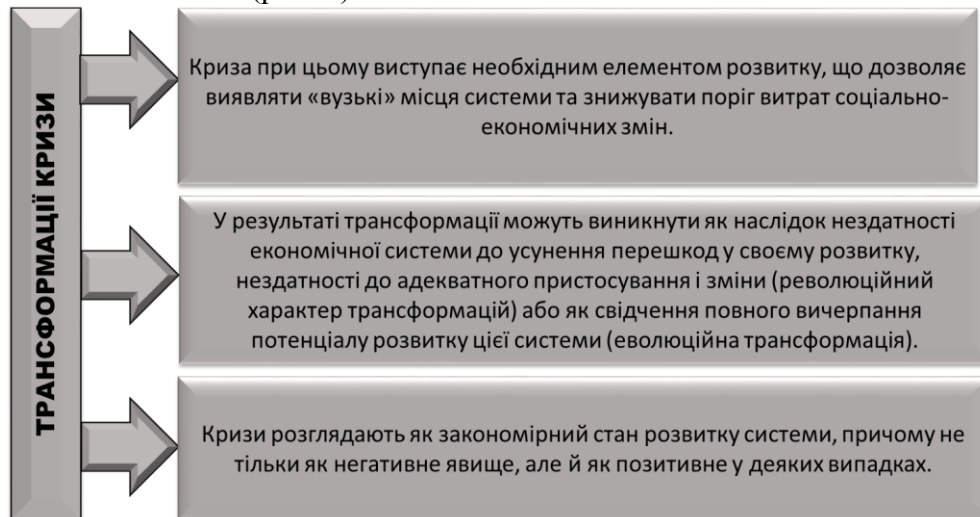 ТРАНСФОРМАЦІЇ КРИЗИ
Криза при цьому виступає необхідним елементом розвитку, що дозволяє
виявляти «вузькі» місця системи та знижувати поріг витрат соціально-
економічних змін.
У результаті трансформації можуть виникнути як наслідок нездатності
економічної системи до усунення перешкод у своєму розвитку,
нездатності до адекватного пристосування і зміни (революційний
характер трансформацій) або як свідчення повного вичерпання
потенціалу розвитку цієї системи (еволюційна трансформація).
Кризи розглядають як закономірний стан розвитку системи, причому не
тільки як негативне явище, але й як позитивне у деяких випадках.